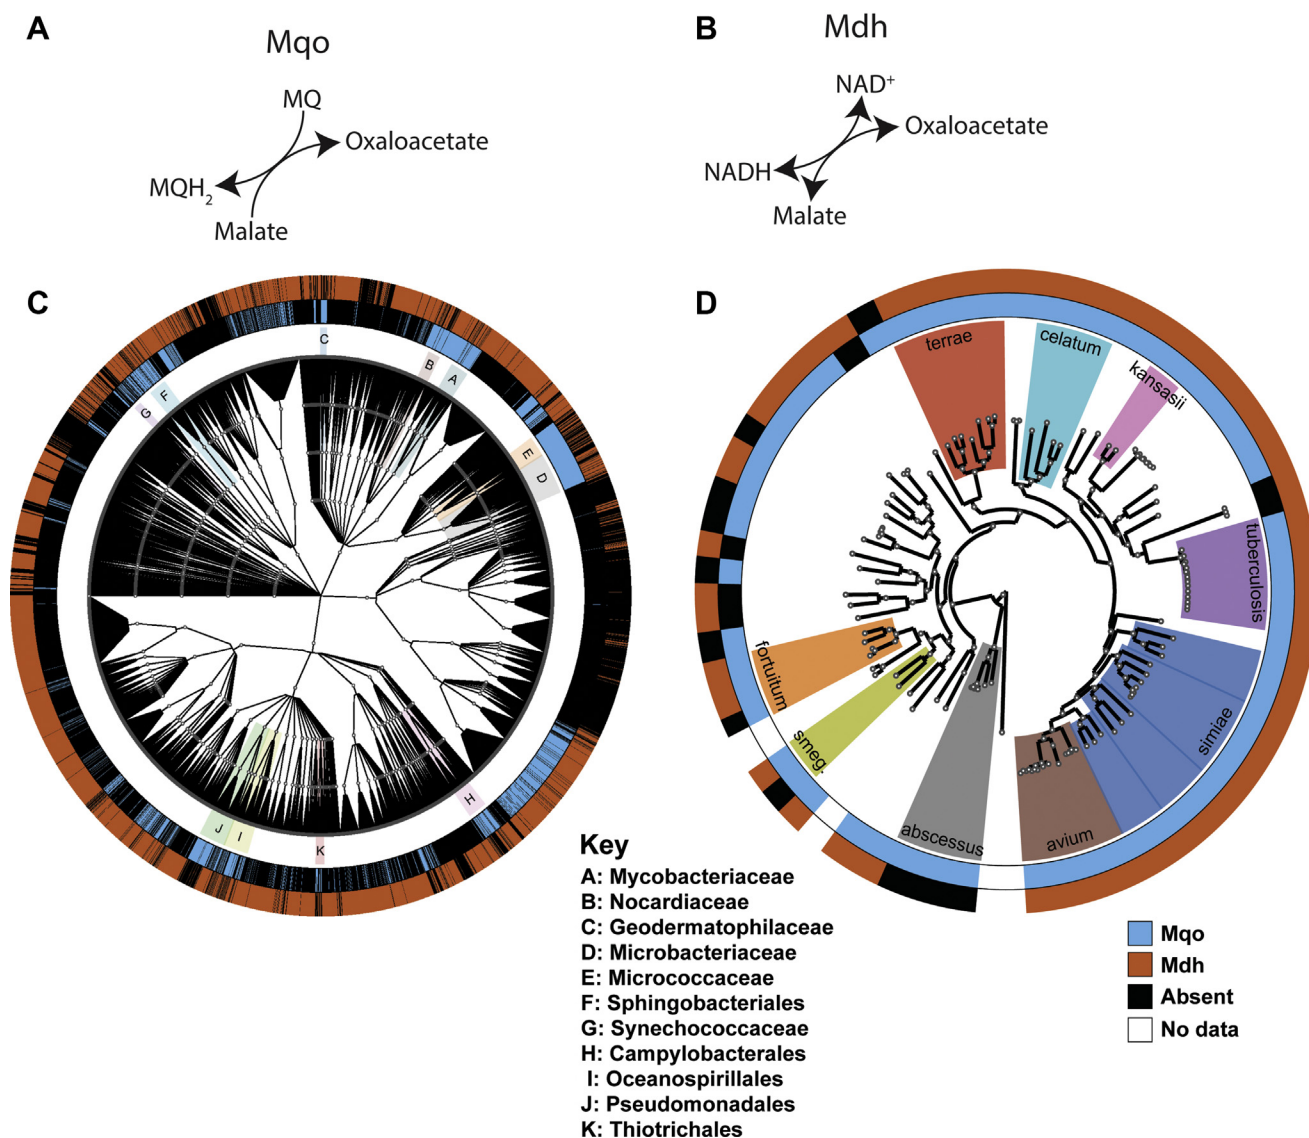 A
Mqo
MQ
Oxaloacetate
MQH2
Malate
B
Mdh
NAD+
Oxaloacetate
NADH
Malate
C
C
B
A
F
G
E
D
H
J
I
K
D
terrae
celatum
kansasii
tuberculosis
fortuitum
smeg.
simiae
abscessus
avium
Key
A: Mycobacteriaceae
B: Nocardiaceae
C: Geodermatophilaceae
D: Microbacteriaceae
E: Micrococcaceae
F: Sphingobacteriales
G: Synechococcaceae
H: Campylobacterales
I: Oceanospirillales
J: Pseudomonadales
K: Thiotrichales
Mqo
Mdh
Absent
No data